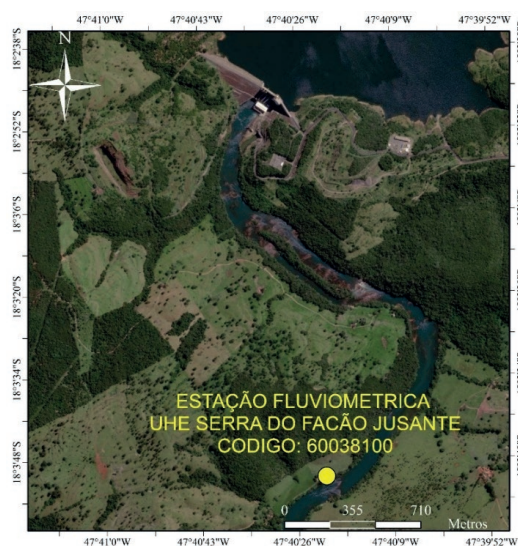 47°41'0"W 47°40'43"W 47°40'26"W 47°40'9"W 47°39'52"W
N
18°2'38"S
18°2'52"S
18°3'6"S
18°3'20"S
18°3'34"S
18°3'48"S
ESTAÇÃO FLUVIOMETRICA
UHE SERRA DO FACÃO JUSANTE
CODIGO: 60038100
0 355 710
Metros
47°41'0"W 47°40'43"W 47°40'26"W 47°40'9"W 47°39'52"W